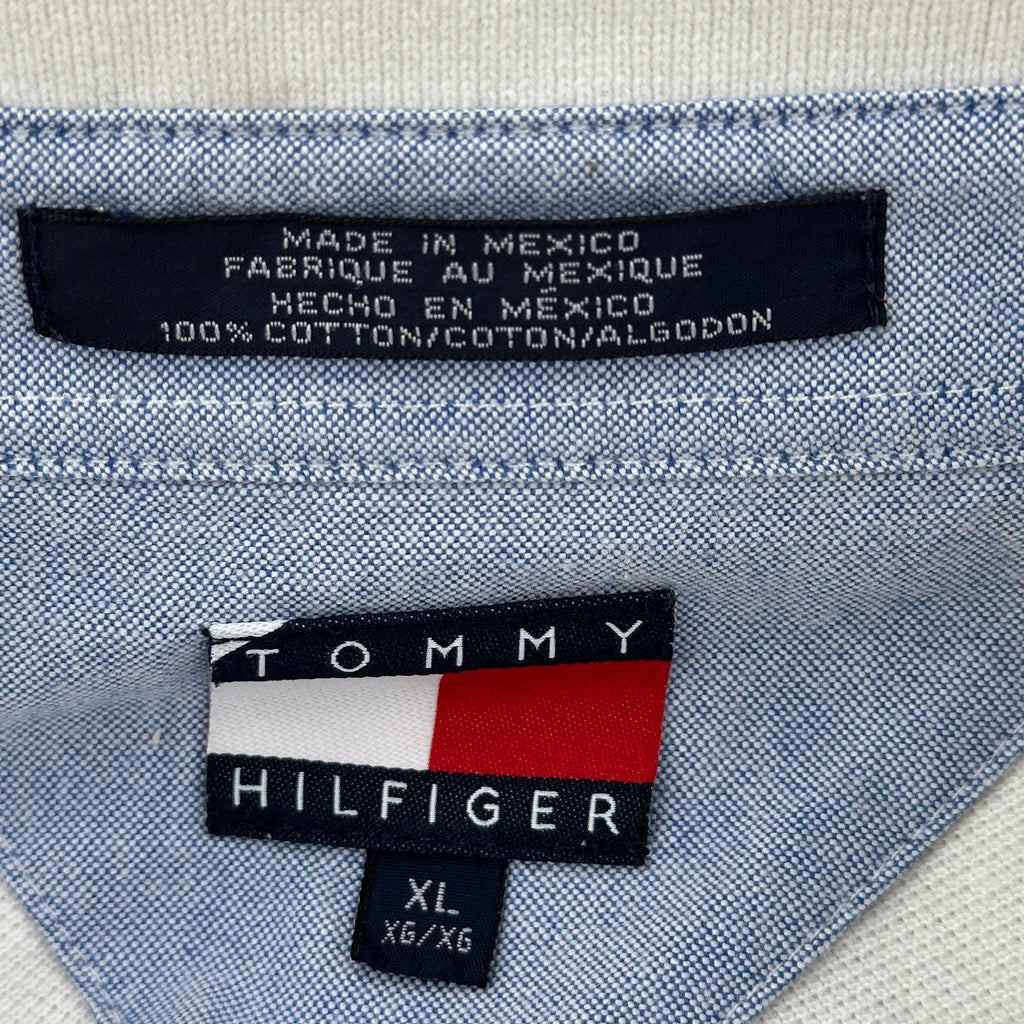 MADE IN MEXICO
FABRIQUE AU MEXIQUE
HECHO EN MÉXICO
100% COTTON/COTON/ALGODON
TOMMY
HILFIGER
XL
XG/XG